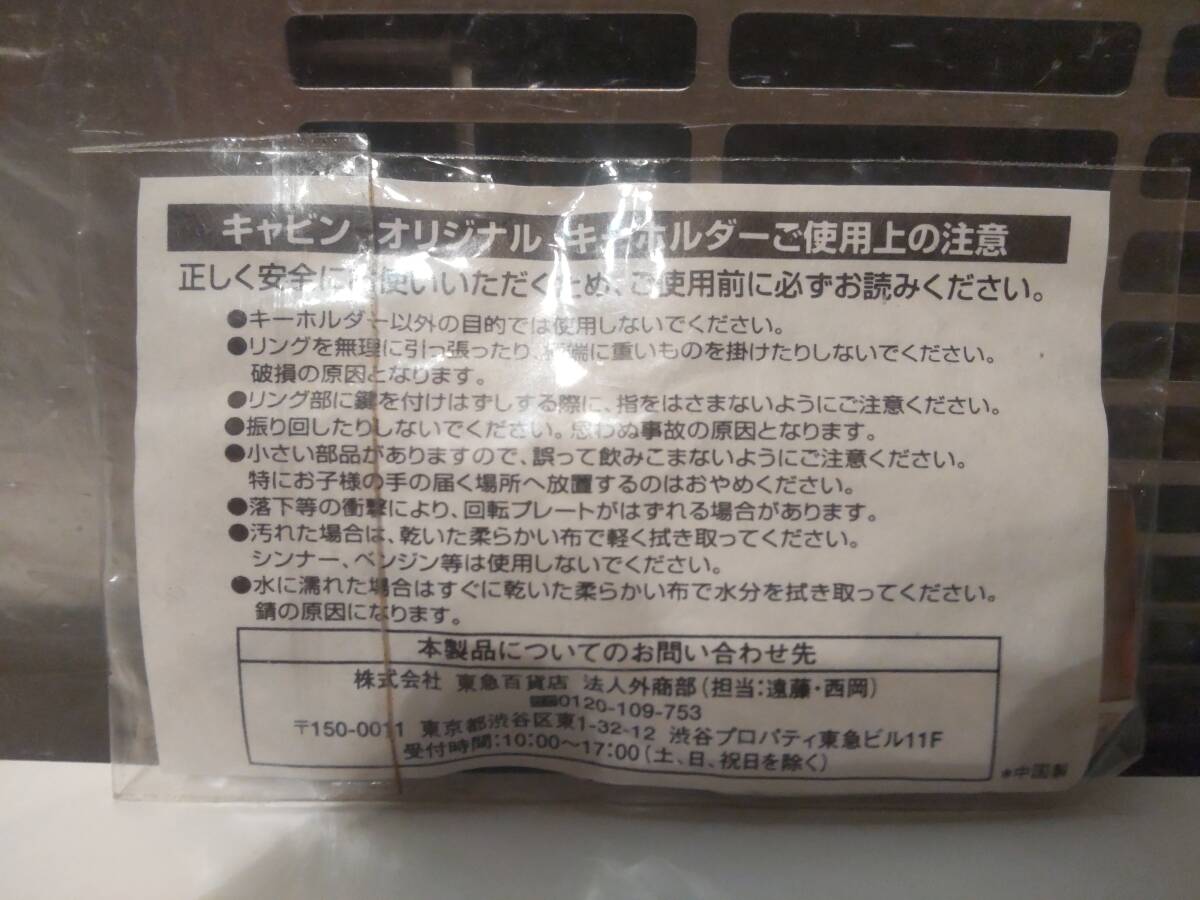 キャビン オリジナル キーホルダーご使用上の注意
正しく安全にお使いいただくため、ご使用前に必ずお読みください。
●キーホルダー以外の目的では使用しないでください。
●リングを無理に引っ張ったり、極端に重いものを掛けたりしないでください。
破損の原因となります。
●リング部に鍵を付けはずしする際に、指をはさまないようにご注意ください。
●振り回したりしないでください。思わぬ事故の原因となります。
●小さい部品がありますので、誤って飲みこまないようにご注意ください。
特にお子様の手の届く場所へ放置するのはおやめください。
●落下等の衝撃により、回転プレートがはずれる場合があります。
●汚れた場合は、乾いた柔らかい布で軽く拭き取ってください。
シンナー、ベンジン等は使用しないでください。
●水に濡れた場合はすぐに乾いた柔らかい布で水分を拭き取ってください。
錆の原因になります。
本製品についてのお問い合わせ先
株式会社 東急百貨店 法人外商部(担当:遠藤・西岡)
0120-109-753
〒150-0011 東京都渋谷区東1-32-12 渋谷プロパティ東急ビル11F
受付時間:10:00〜17:00(土、日、祝日を除く)
*中国製